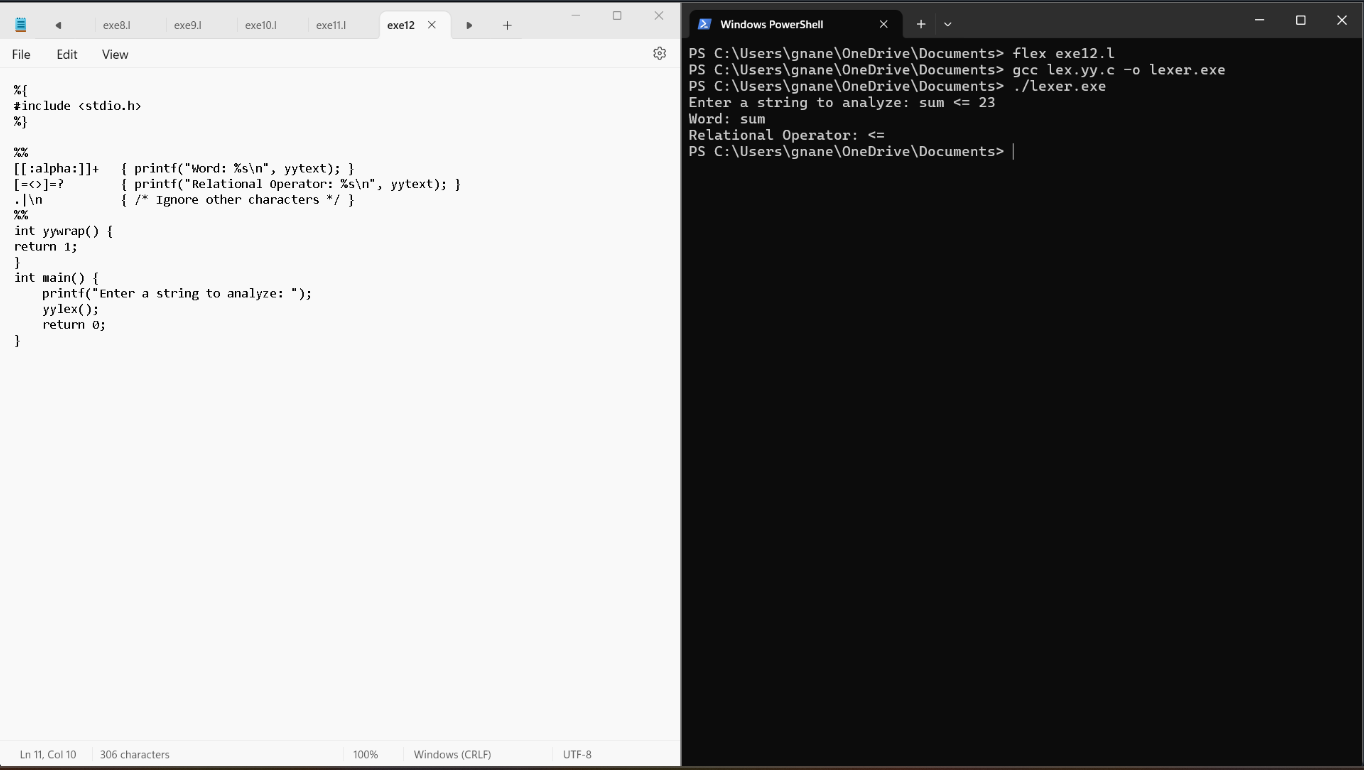 exe8.l exe9.l exe10.l exe11.l exe12
File Edit View
%{
#include <stdio.h>
%}
%%
[[:alpha:]]+   { printf("Word: %s\n", yytext); }
[=<>]=?        { printf("Relational Operator: %s\n", yytext); }
.|\n           { /* Ignore other characters */ }
%%
int yywrap() {
return 1;
}
int main() {
    printf("Enter a string to analyze: ");
    yylex();
    return 0;
}
Ln 11, Col 10 306 characters 100% Windows (CRLF) UTF-8
Windows PowerShell
PS C:\Users\gnane\OneDrive\Documents> flex exe12.l
PS C:\Users\gnane\OneDrive\Documents> gcc lex.yy.c -o lexer.exe
PS C:\Users\gnane\OneDrive\Documents> ./lexer.exe
Enter a string to analyze: sum <= 23
Word: sum
Relational Operator: <=
PS C:\Users\gnane\OneDrive\Documents>